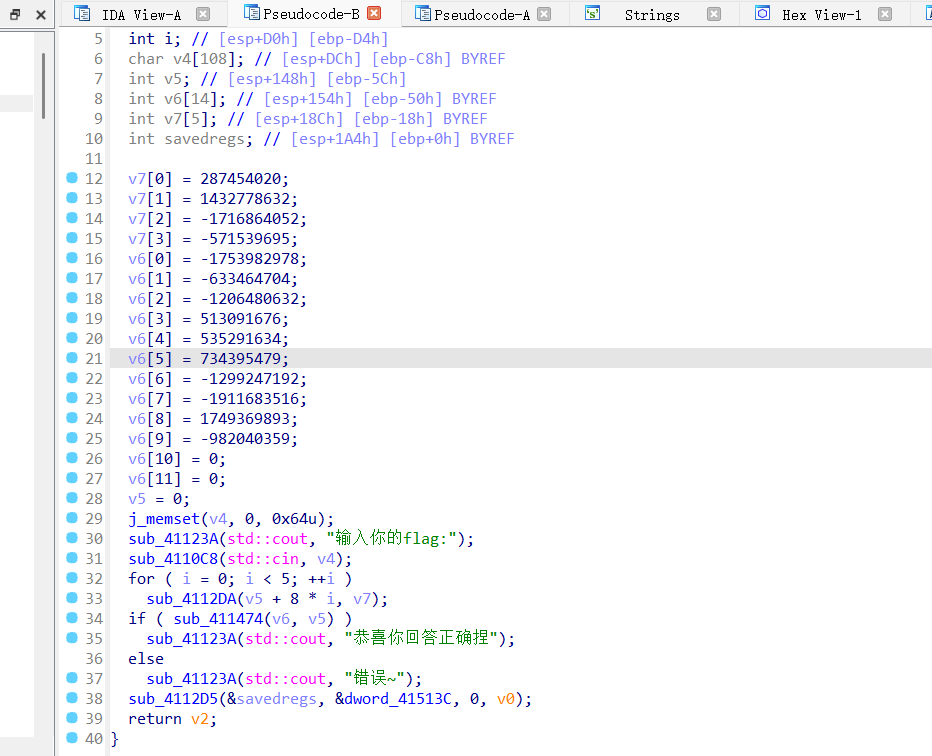 IDA View-A Pseudocode-B Pseudocode-A Strings Hex View-1
5 int i; // [esp+D0h] [ebp-D4h]
6 char v4[108]; // [esp+DCh] [ebp-C8h] BYREF
7 int v5; // [esp+148h] [ebp-5Ch]
8 int v6[14]; // [esp+154h] [ebp-50h] BYREF
9 int v7[5]; // [esp+18Ch] [ebp-18h] BYREF
10 int savedregs; // [esp+1A4h] [ebp+0h] BYREF
11
12 v7[0] = 287454020;
13 v7[1] = 1432778632;
14 v7[2] = -1716864052;
15 v7[3] = -571539695;
16 v6[0] = -1753982978;
17 v6[1] = -633464704;
18 v6[2] = -1206480632;
19 v6[3] = 513091676;
20 v6[4] = 535291634;
21 v6[5] = 734395479;
22 v6[6] = -1299247192;
23 v6[7] = -1911683516;
24 v6[8] = 1749369893;
25 v6[9] = -982040359;
26 v6[10] = 0;
27 v6[11] = 0;
28 v5 = 0;
29 j_memset(v4, 0, 0x64u);
30 sub_41123A(std::cout, "输入你的flag:");
31 sub_4110C8(std::cin, v4);
32 for ( i = 0; i < 5; ++i )
33 sub_4112DA(v5 + 8 * i, v7);
34 if ( sub_411474(v6, v5) )
35 sub_41123A(std::cout, "恭喜你回答正确捏");
36 else
37 sub_41123A(std::cout, "错误~");
38 sub_4112D5(&savedregs, &dword_41513C, 0, v0);
39 return v2;
40 }